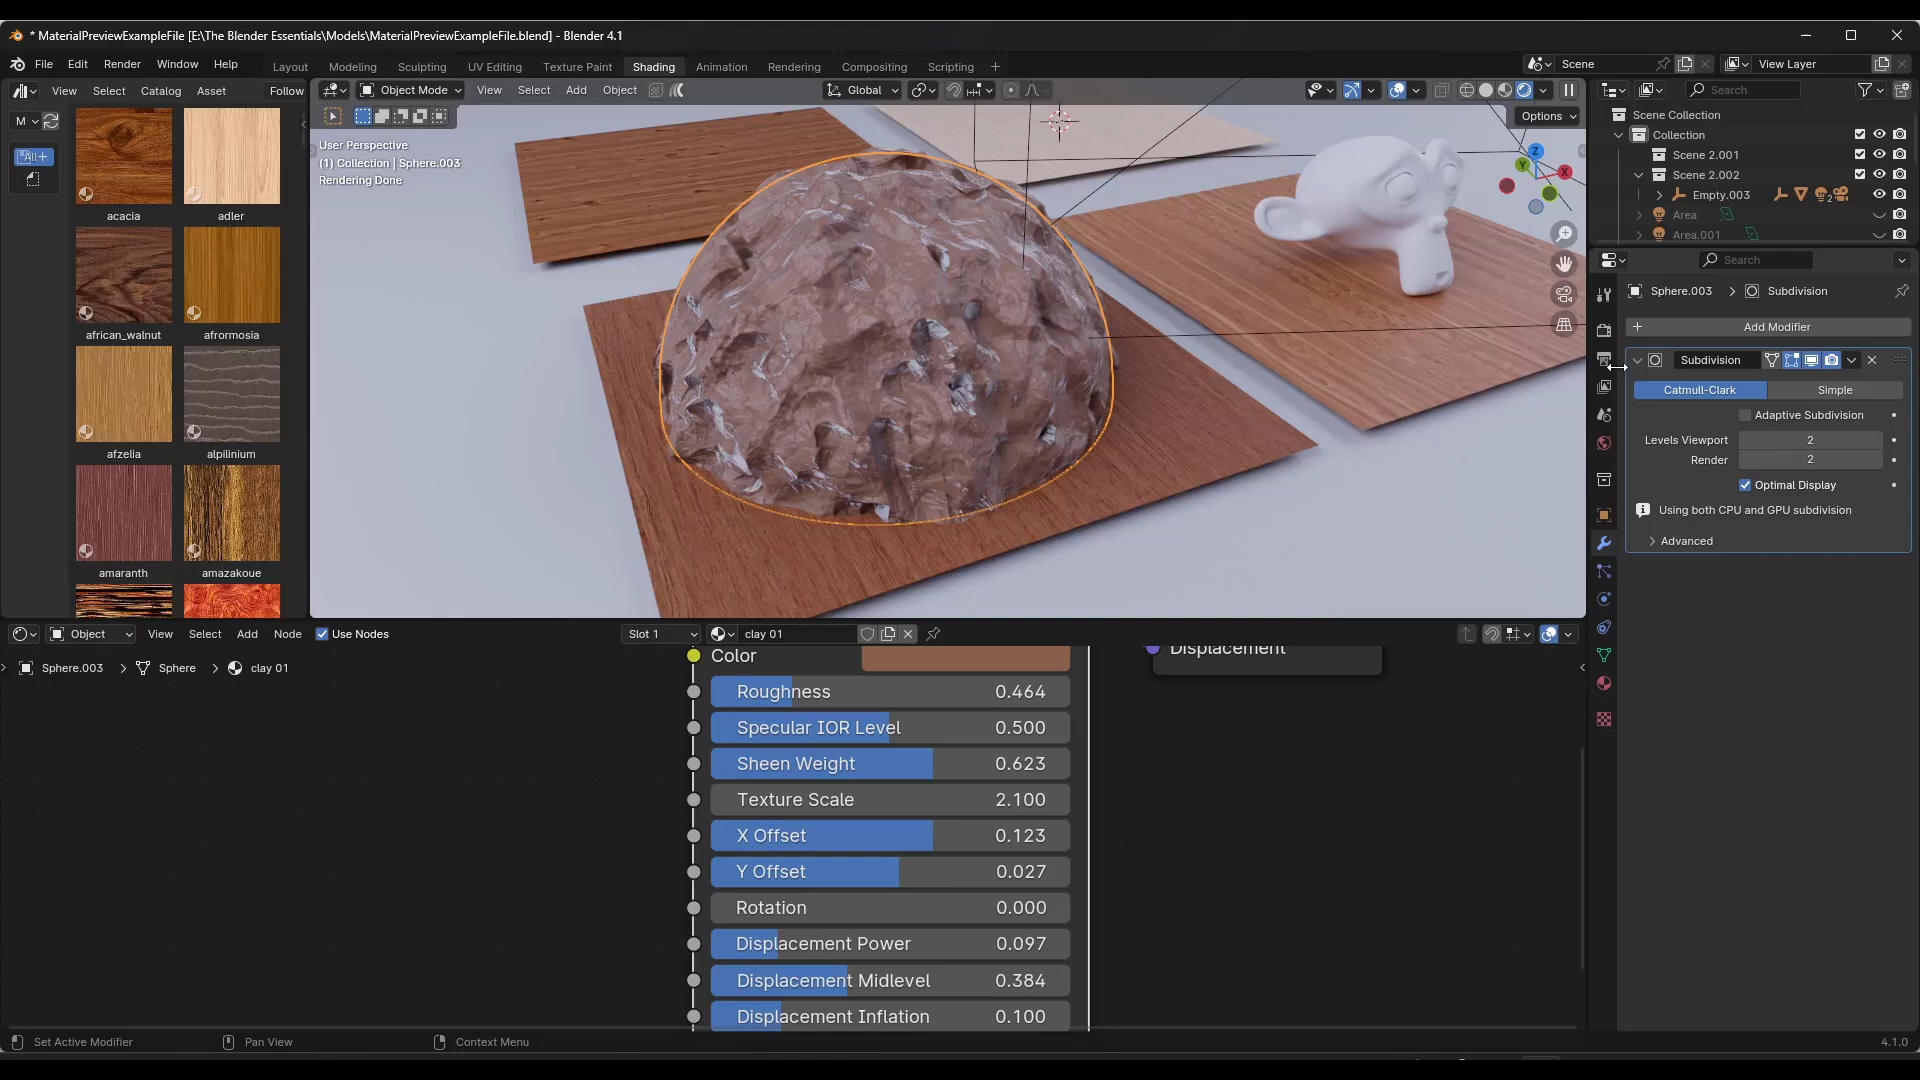 * MaterialPreviewExampleFile [E:\The Blender Essentials\Models\MaterialPreviewExampleFile.blend] - Blender 4.1
File Edit Render Window Help
Layout Modeling Sculpting UV Editing Texture Paint Shading Animation Rendering Compositing Scripting +
Scene
View Layer
View Select Catalog Asset Follow
M
All
acacia
adler
african_walnut
afrormosia
afzelia
alpilinium
amaranth
amazakoue
Object Mode View Select Add Object
Global
Options
User Perspective
(1) Collection | Sphere.003
Rendering Done
Z
Y
X
Search
Scene Collection
Collection
Scene 2.001
Scene 2.002
Empty.003
2
Area
Area.001
Search
Sphere.003 > Subdivision
+ Add Modifier
Subdivision
Catmull-Clark Simple
Adaptive Subdivision
Levels Viewport 2
Render 2
Optimal Display
Using both CPU and GPU subdivision
Advanced
Object View Select Add Node Use Nodes
Slot 1
clay 01
Sphere.003 > Sphere > clay 01
Color
Roughness 0.464
Specular IOR Level 0.500
Sheen Weight 0.623
Texture Scale 2.100
X Offset 0.123
Y Offset 0.027
Rotation 0.000
Displacement Power 0.097
Displacement Midlevel 0.384
Displacement Inflation 0.100
Displacement
Set Active Modifier
Pan View
Context Menu
4.1.0